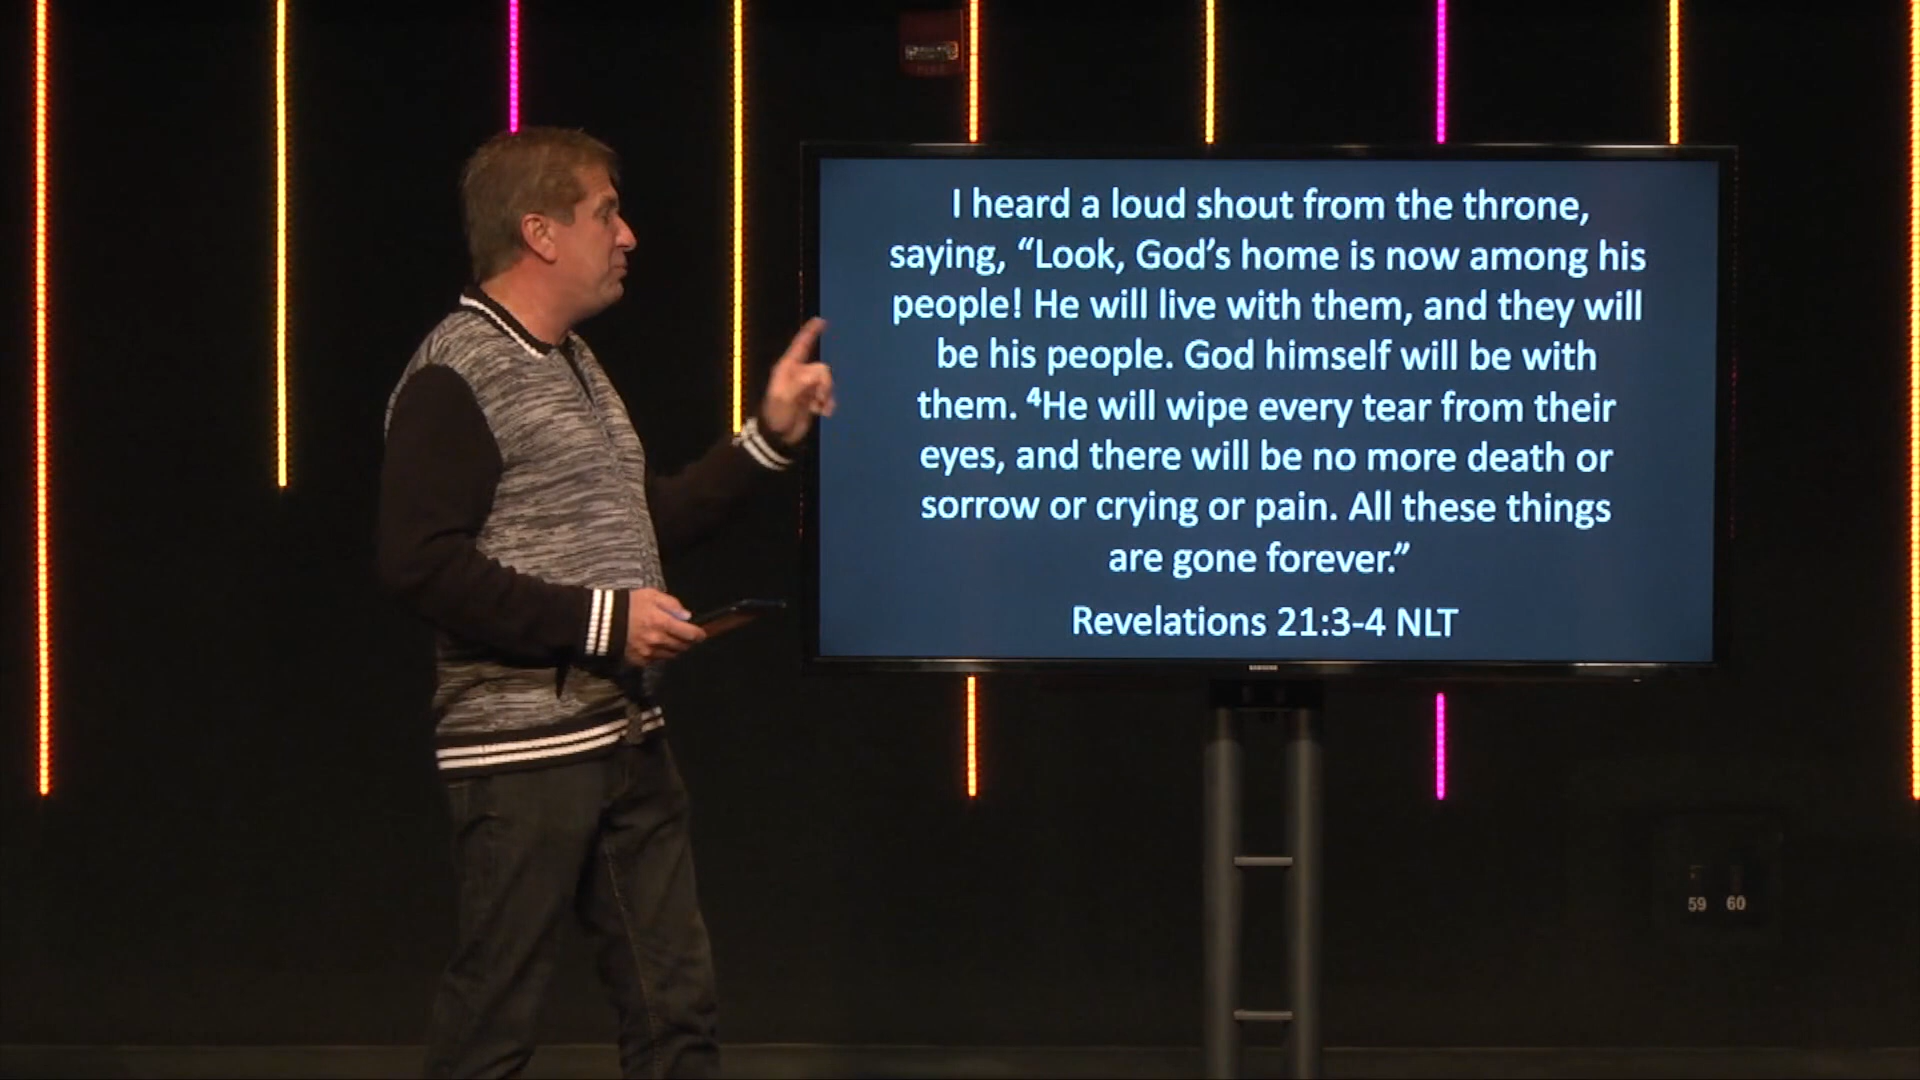 I heard a loud shout from the throne,
saying, “Look, God’s home is now among his
people! He will live with them, and they will
be his people. God himself will be with
them. ⁴He will wipe every tear from their
eyes, and there will be no more death or
sorrow or crying or pain. All these things
are gone forever.”
Revelations 21:3-4 NLT
59 60